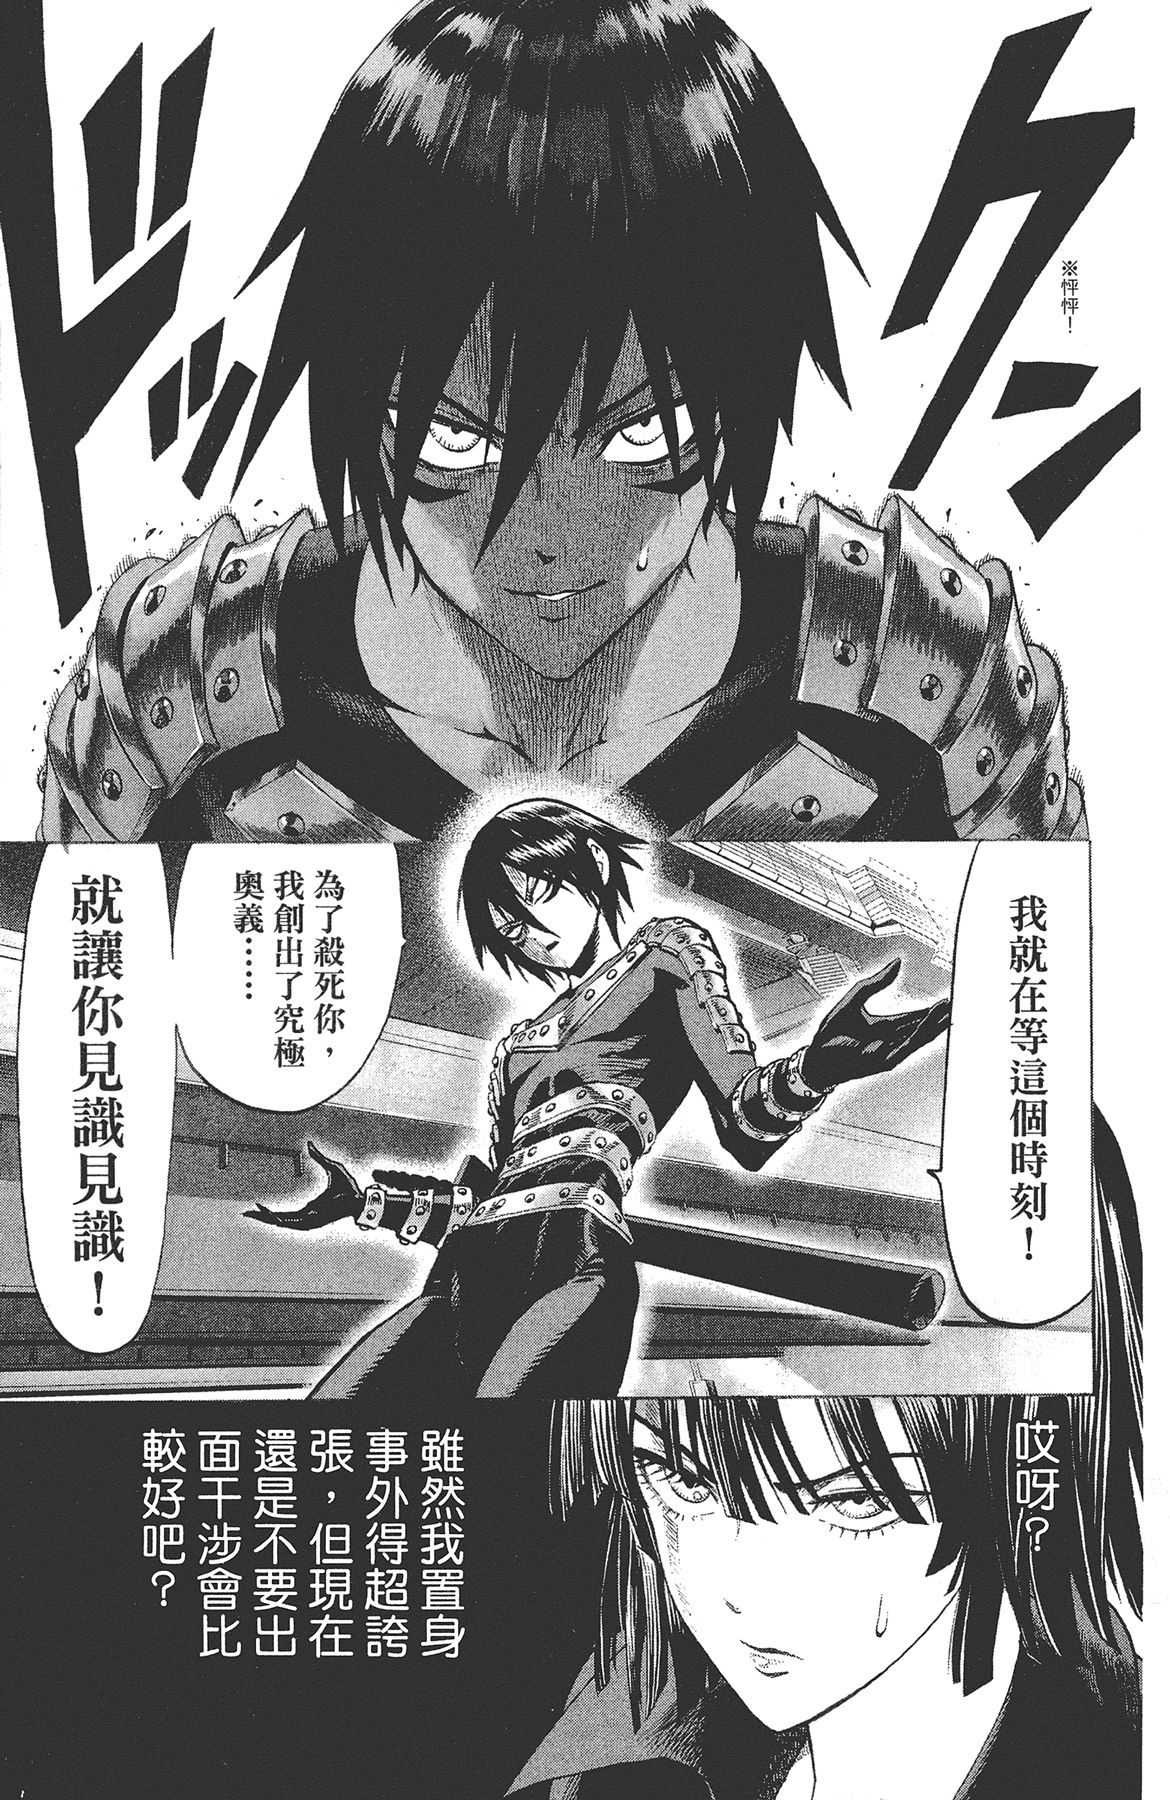 ドックン
※怦怦！
我就在等這個時刻！
為了殺死你，
我創出了究極
奧義……
就讓你見識見識！
哎呀？
雖然我置身
事外得超誇
張，但現在
還是不要出
面干涉會比
較好吧？